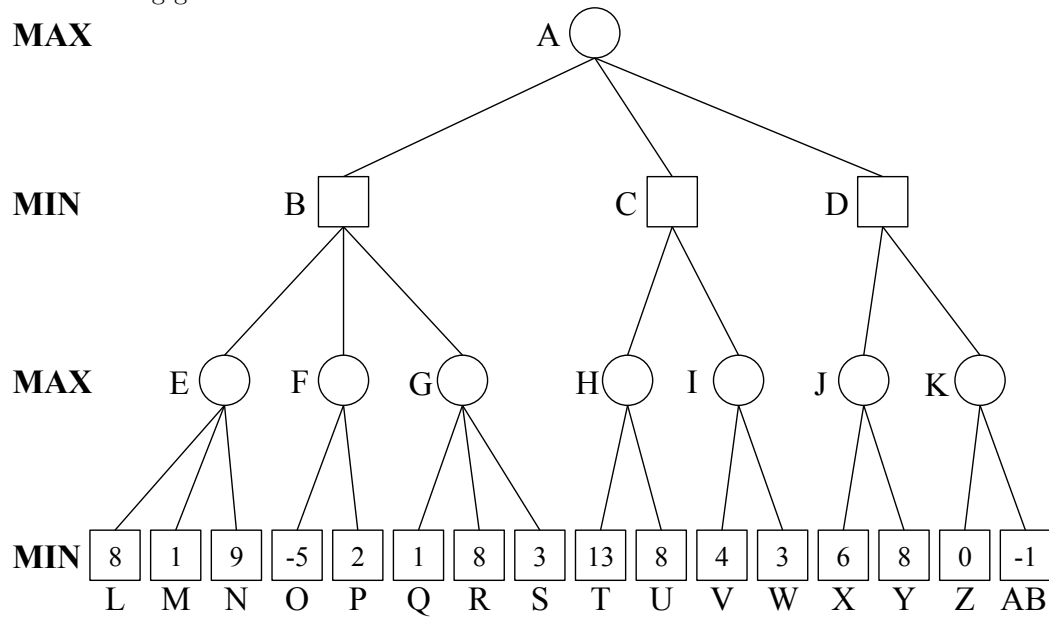 MAX A
MIN B C D
MAX E F G H I J K
MIN 8 1 9 -5 2 1 8 3 13 8 4 3 6 8 0 -1
L M N O P Q R S T U V W X Y Z AB